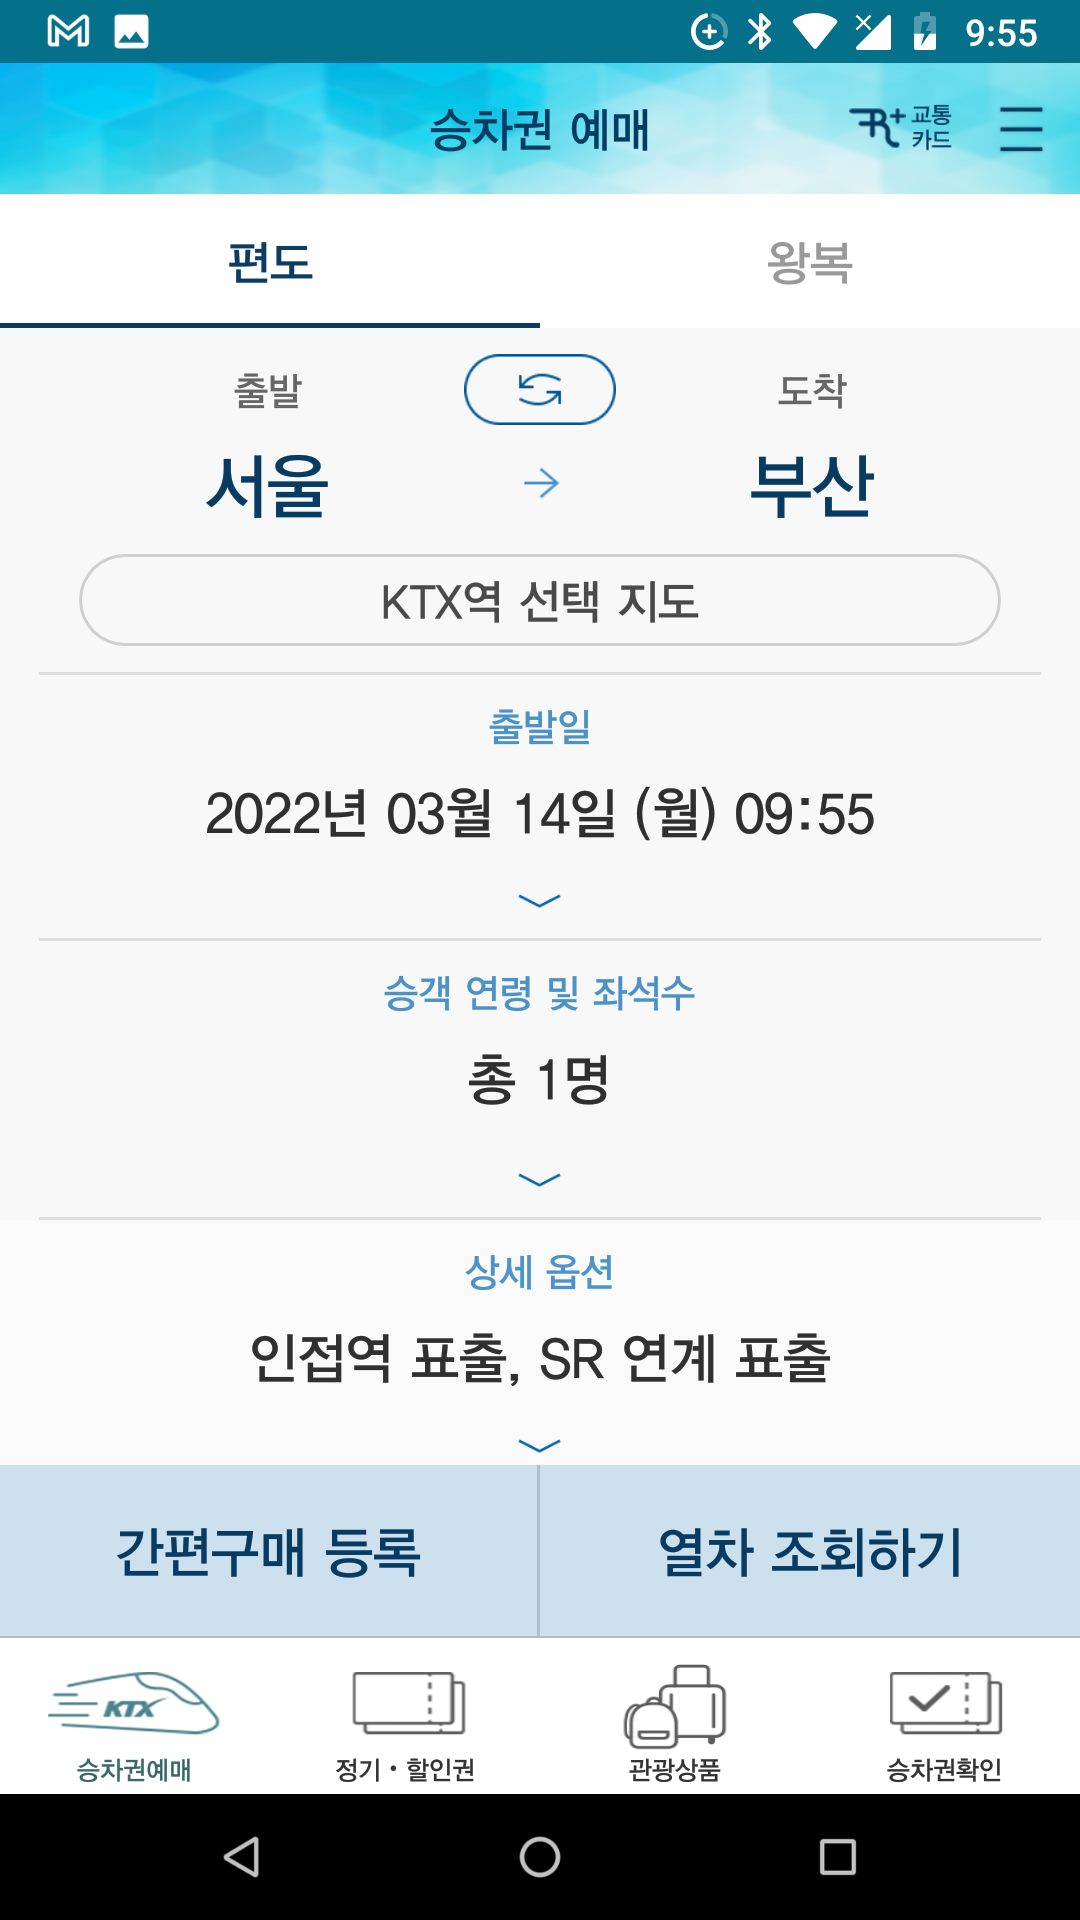 9:55
승차권 예매
R+ 교통
카드
편도
왕복
출발
도착
서울
부산
KTX역 선택 지도
출발일
2022년 03월 14일 (월) 09:55
승객 연령 및 좌석수
총 1명
상세 옵션
인접역 표출, SR 연계 표출
간편구매 등록
열차 조회하기
KTX
승차권예매
정기·할인권
관광상품
승차권확인